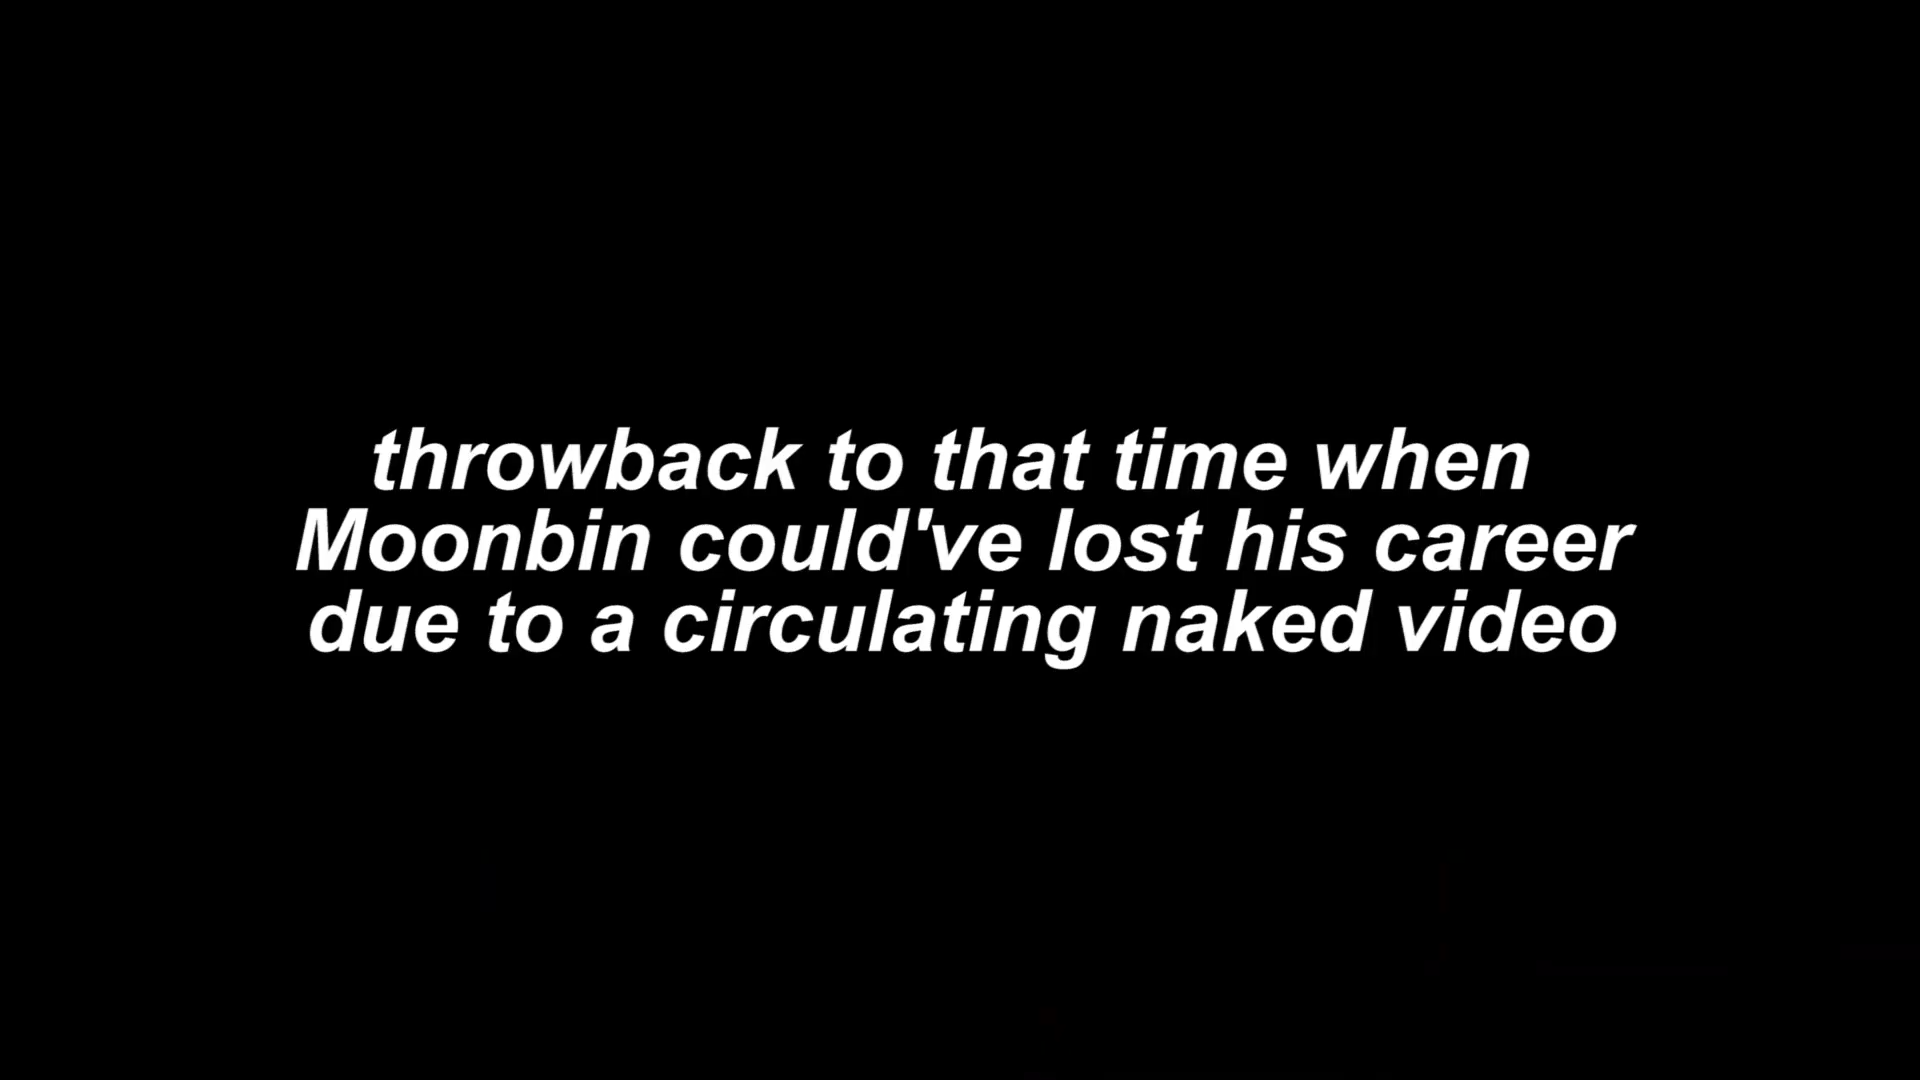 throwback to that time when
Moonbin could've lost his career
due to a circulating naked video